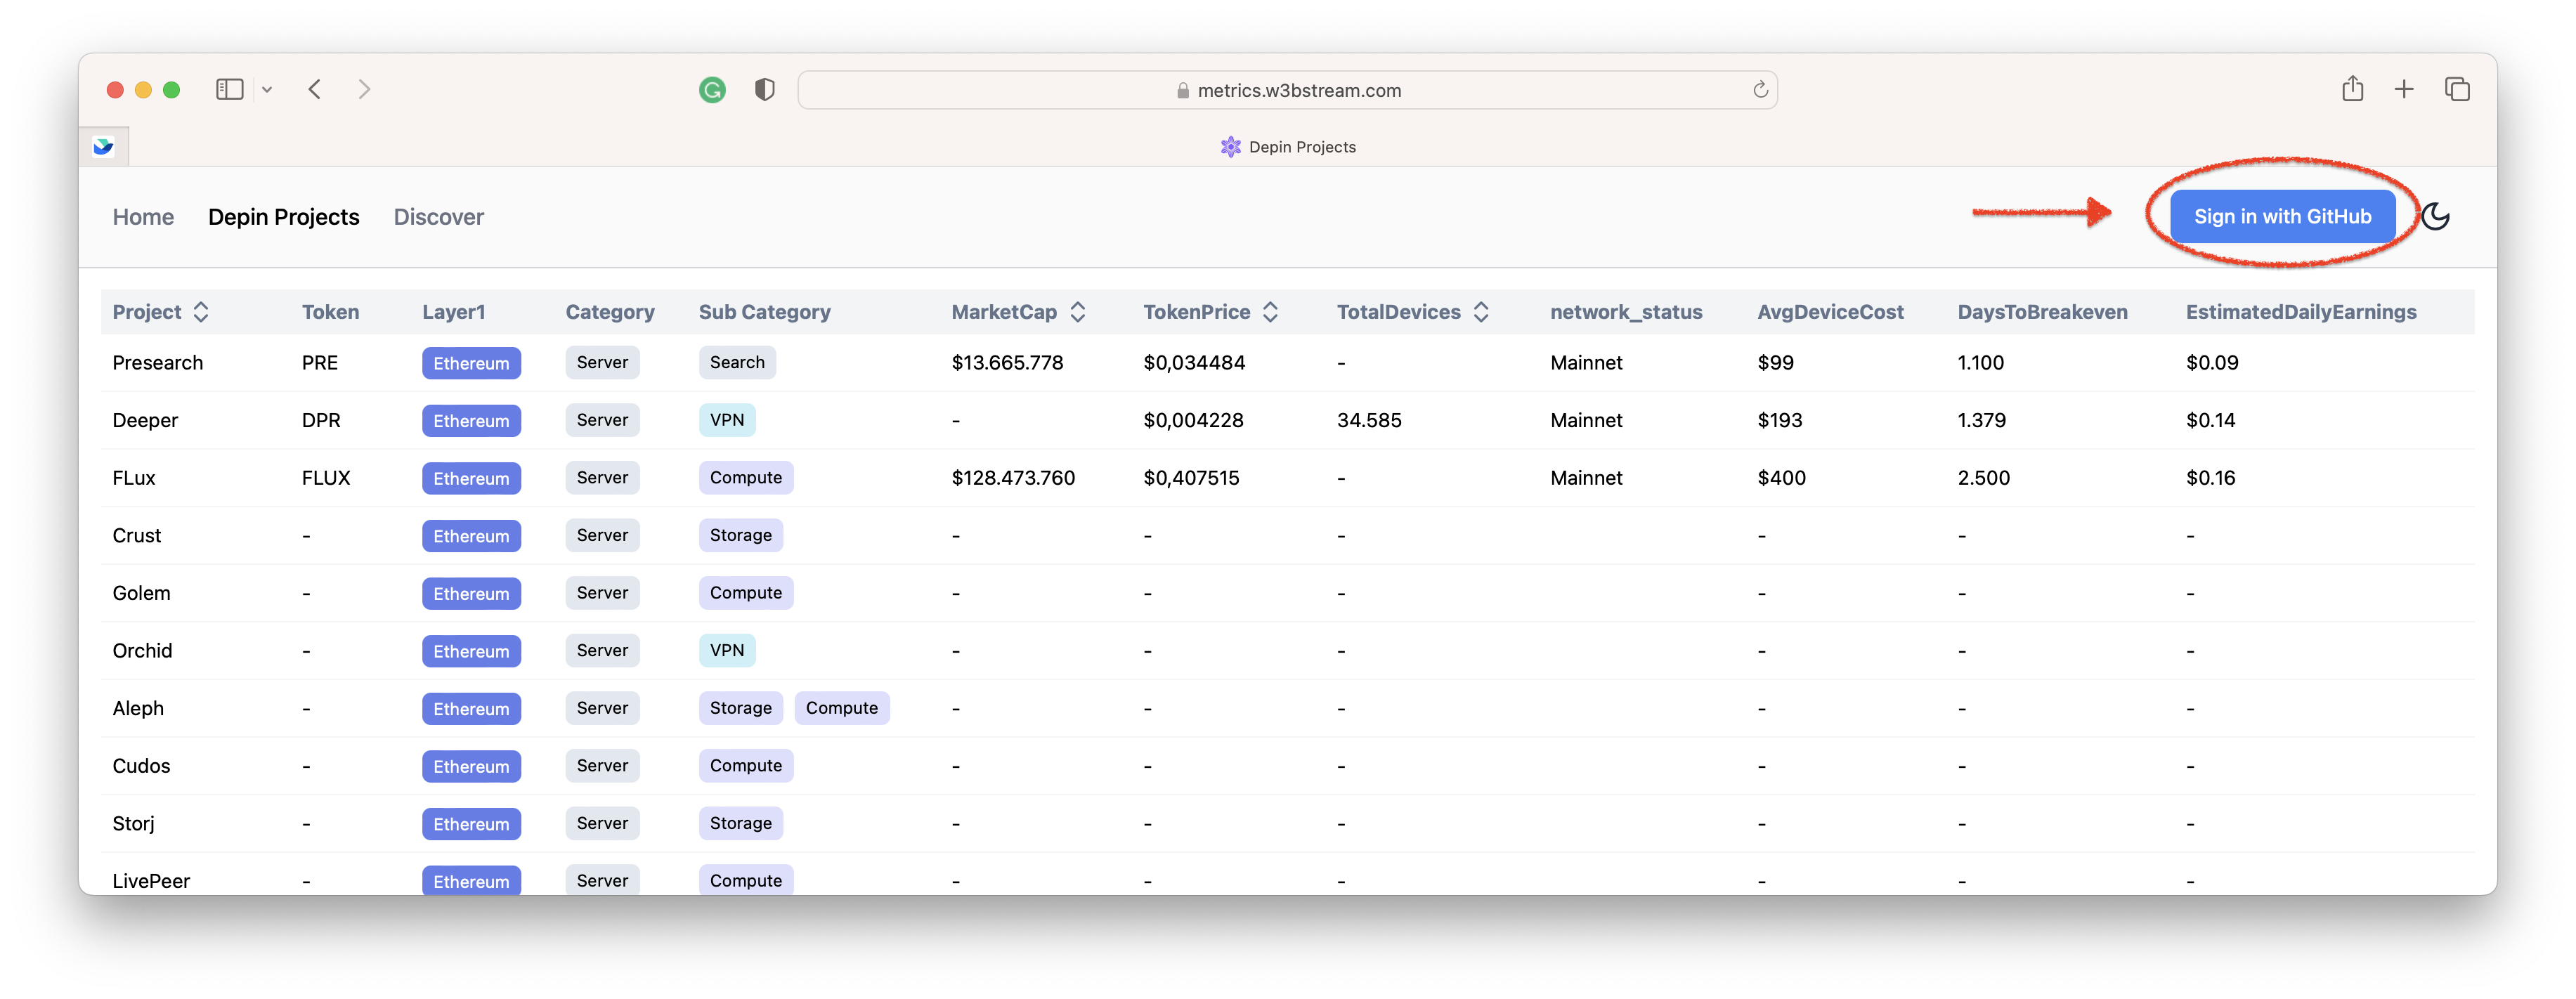 metrics.w3bstream.com
Depin Projects
Home Depin Projects Discover Sign in with GitHub
Project Token Layer1 Category Sub Category MarketCap TokenPrice TotalDevices network_status AvgDeviceCost DaysToBreakeven EstimatedDailyEarnings
Presearch PRE Ethereum Server Search $13.665.778 $0,034484 - Mainnet $99 1.100 $0.09
Deeper DPR Ethereum Server VPN - $0,004228 34.585 Mainnet $193 1.379 $0.14
FLux FLUX Ethereum Server Compute $128.473.760 $0,407515 - Mainnet $400 2.500 $0.16
Crust - Ethereum Server Storage - - - - - -
Golem - Ethereum Server Compute - - - - - -
Orchid - Ethereum Server VPN - - - - - -
Aleph - Ethereum Server Storage Compute - - - - - -
Cudos - Ethereum Server Compute - - - - - -
Storj - Ethereum Server Storage - - - - - -
LivePeer - Ethereum Server Compute - - - - - -